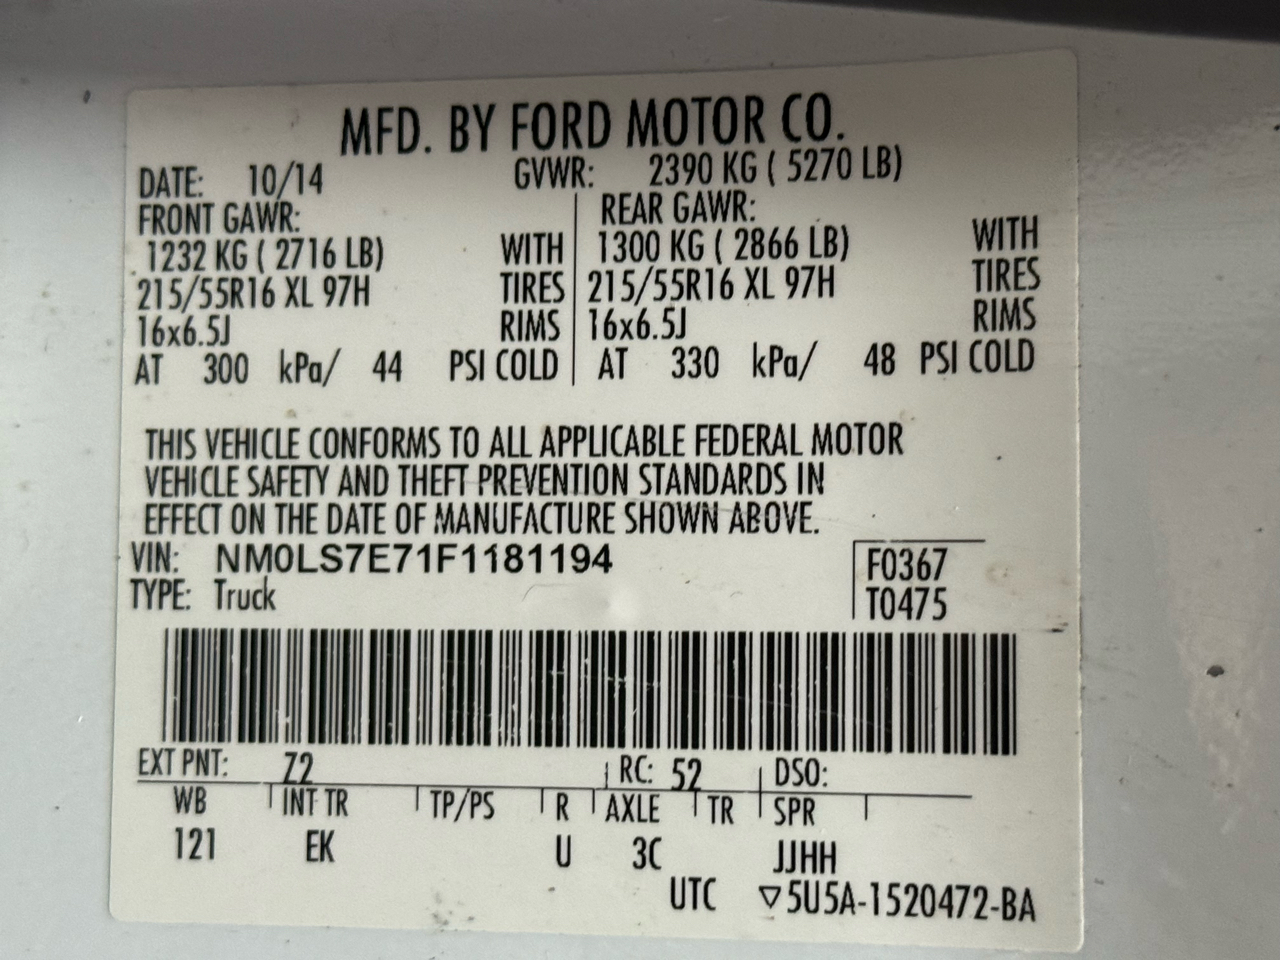 MFD. BY FORD MOTOR CO.
DATE: 10/14 GVWR: 2390 KG ( 5270 LB)
FRONT GAWR: REAR GAWR:
1232 KG ( 2716 LB) WITH 1300 KG ( 2866 LB) WITH
215/55R16 XL 97H TIRES 215/55R16 XL 97H TIRES
16x6.5J RIMS 16x6.5J RIMS
AT 300 kPa/ 44 PSI COLD AT 330 kPa/ 48 PSI COLD
THIS VEHICLE CONFORMS TO ALL APPLICABLE FEDERAL MOTOR
VEHICLE SAFETY AND THEFT PREVENTION STANDARDS IN
EFFECT ON THE DATE OF MANUFACTURE SHOWN ABOVE.
VIN: NM0LS7E71F1181194 F0367
TYPE: Truck T0475
EXT PNT: Z2 RC: 52 DSO:
WB INT TR TP/PS R AXLE TR SPR
121 EK U 3C JJHH
UTC ▽5U5A-1520472-BA